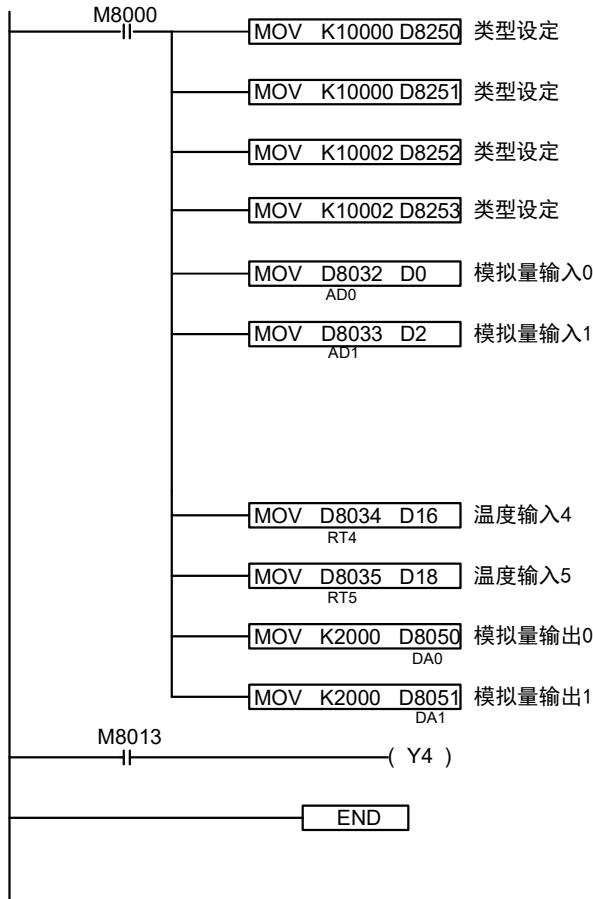 M8000
MOV K10000 D8250 类型设定
MOV K10000 D8251 类型设定
MOV K10002 D8252 类型设定
MOV K10002 D8253 类型设定
MOV D8032 D0 模拟量输入0
AD0
MOV D8033 D2 模拟量输入1
AD1
MOV D8034 D16 温度输入4
RT4
MOV D8035 D18 温度输入5
RT5
MOV K2000 D8050 模拟量输出0
DA0
MOV K2000 D8051 模拟量输出1
DA1
M8013
( Y4 )
END